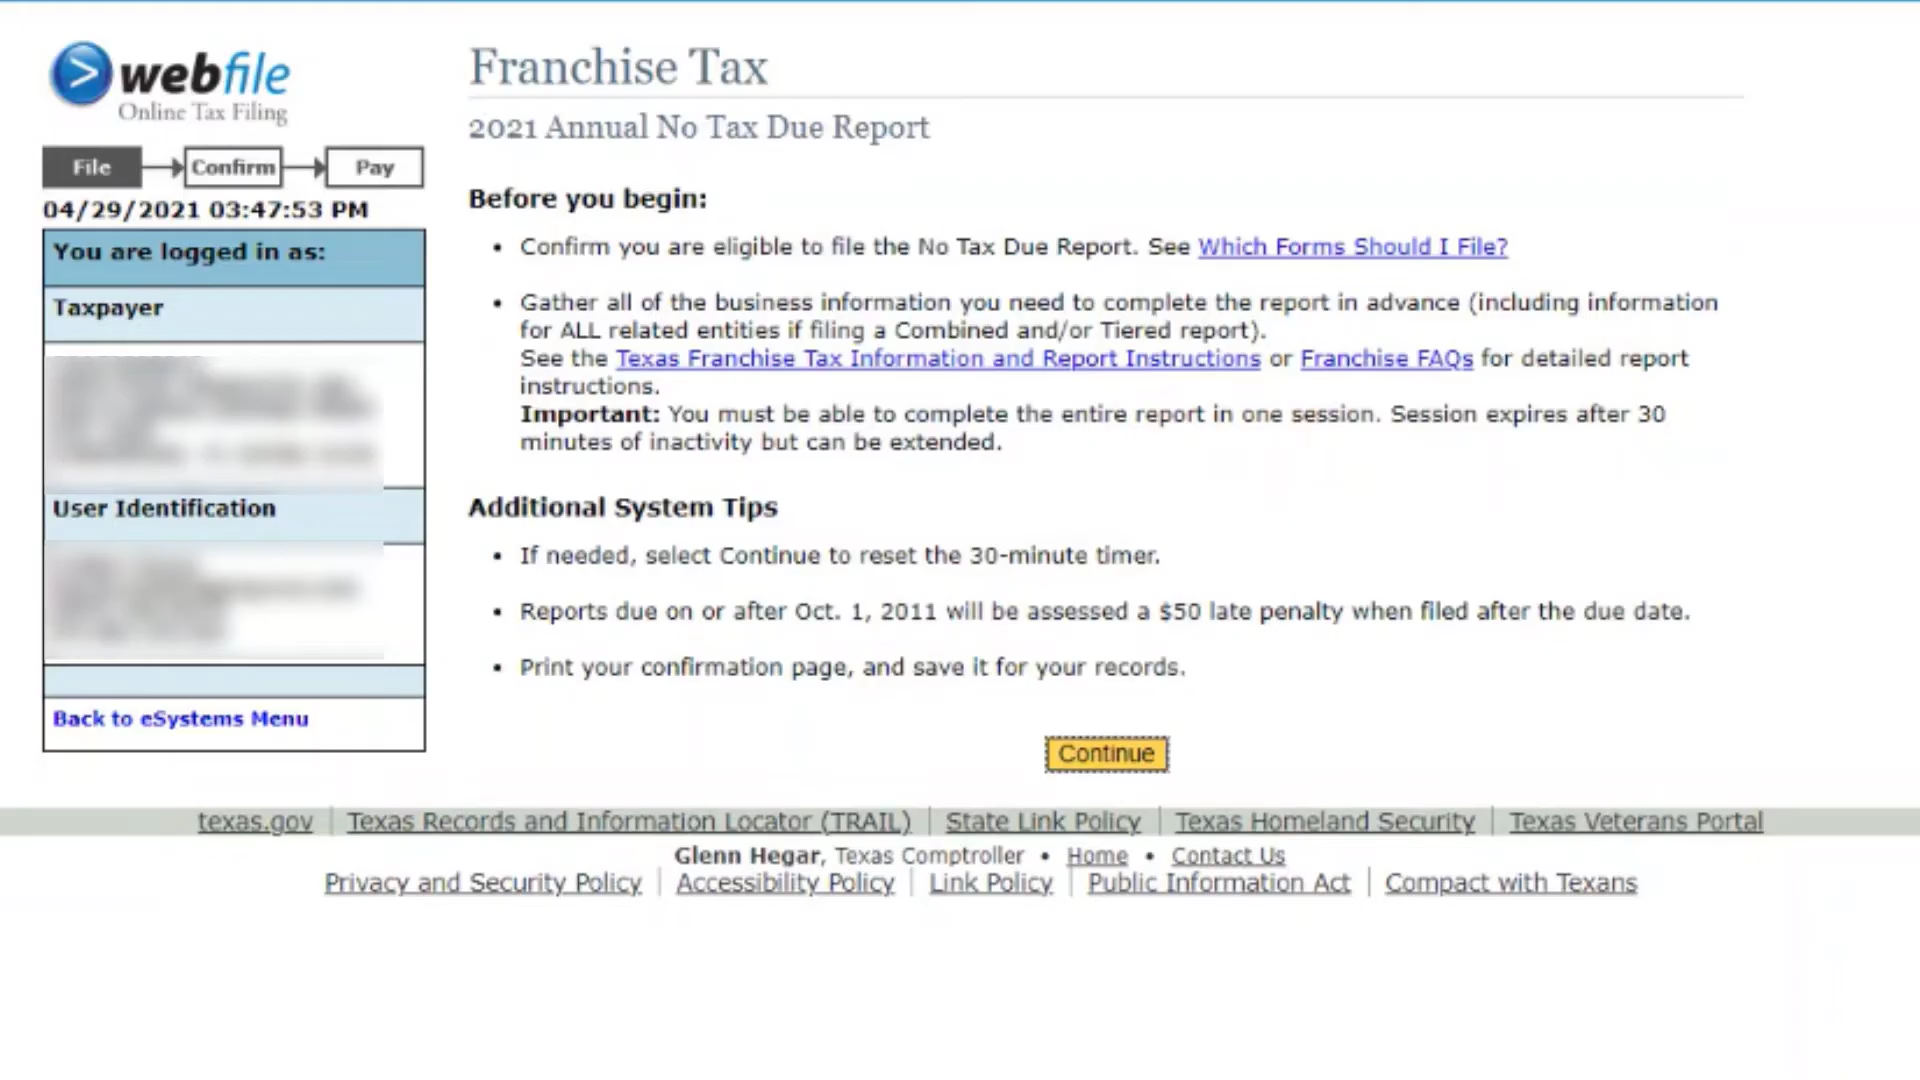 webfile
Online Tax Filing
File
Confirm
Pay
04/29/2021 03:47:53 PM
You are logged in as:
Taxpayer
User Identification
Back to eSystems Menu
Franchise Tax
2021 Annual No Tax Due Report
Before you begin:
• Confirm you are eligible to file the No Tax Due Report. See Which Forms Should I File?
• Gather all of the business information you need to complete the report in advance (including information
for ALL related entities if filing a Combined and/or Tiered report).
See the Texas Franchise Tax Information and Report Instructions or Franchise FAQs for detailed report
instructions.
Important: You must be able to complete the entire report in one session. Session expires after 30
minutes of inactivity but can be extended.
Additional System Tips
• If needed, select Continue to reset the 30-minute timer.
• Reports due on or after Oct. 1, 2011 will be assessed a $50 late penalty when filed after the due date.
• Print your confirmation page, and save it for your records.
Continue
texas.gov | Texas Records and Information Locator (TRAIL) | State Link Policy | Texas Homeland Security | Texas Veterans Portal
Glenn Hegar, Texas Comptroller • Home • Contact Us
Privacy and Security Policy | Accessibility Policy | Link Policy | Public Information Act | Compact with Texans